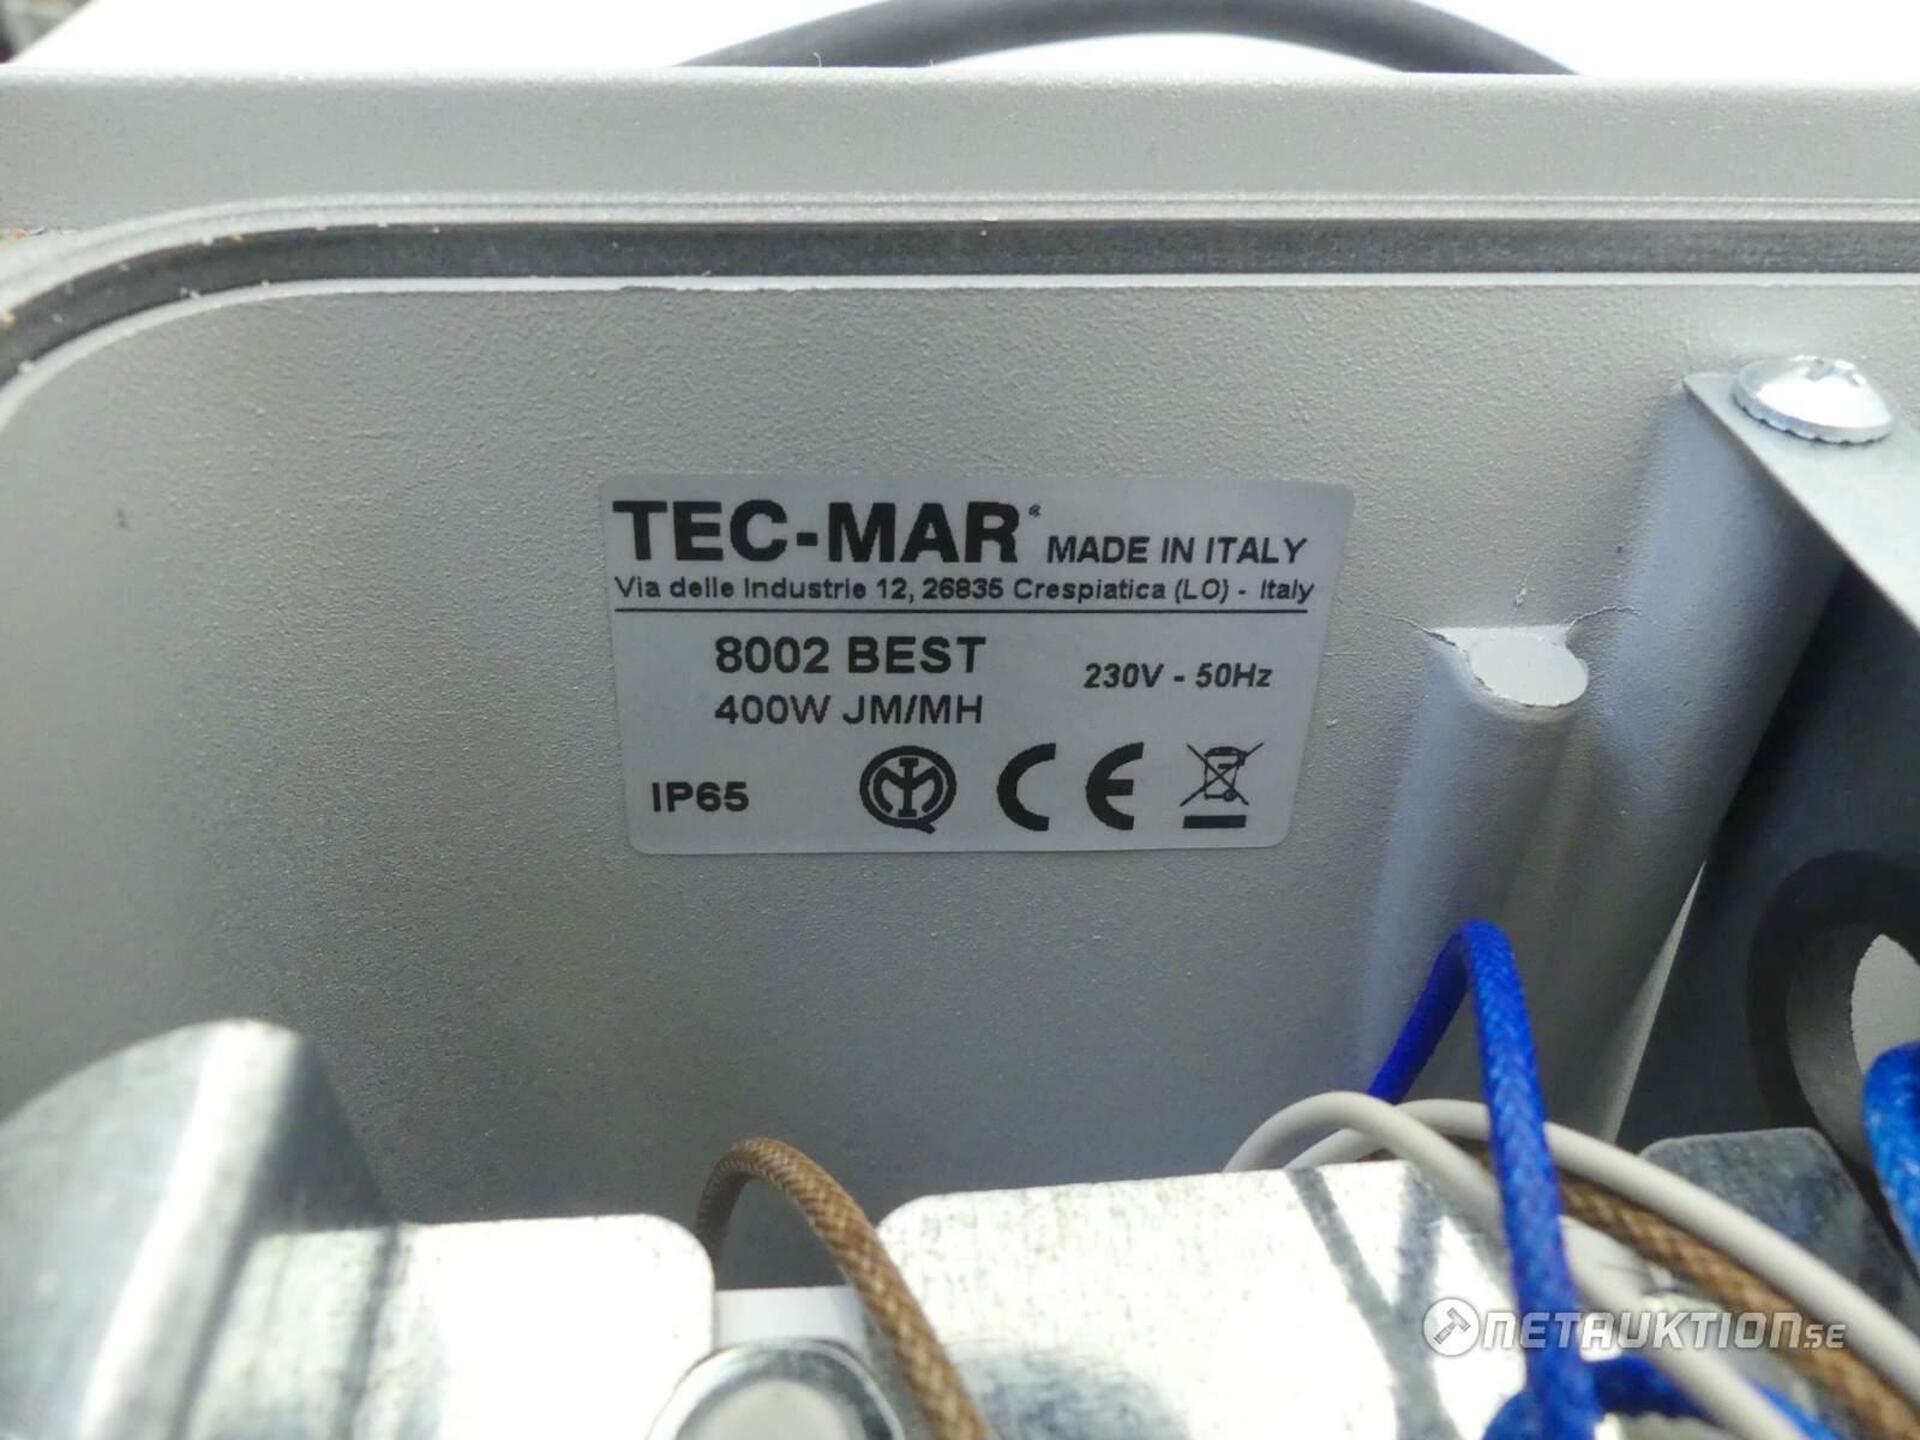 TEC-MAR® MADE IN ITALY
Via delle Industrie 12, 26835 Crespiatica (LO) - Italy
8002 BEST
230V - 50Hz
400W JM/MH
IP65
IMQ CE
NETAUKTION.SE